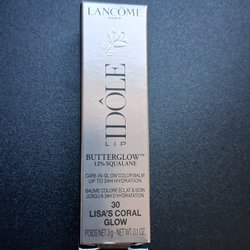 LANCÔME
PARIS
IDÔLE
LIP
BUTTERGLOW™
12% SQUALANE
CARE-IN-GLOW COLOR BALM
UP TO 24H HYDRATION
BAUME COLORÉ ÉCLAT & SOIN
JUSQU'À 24H D'HYDRATATION
30
LISA'S CORAL
GLOW
POIDS NET 3g - NET WT. 0.1 OZ.